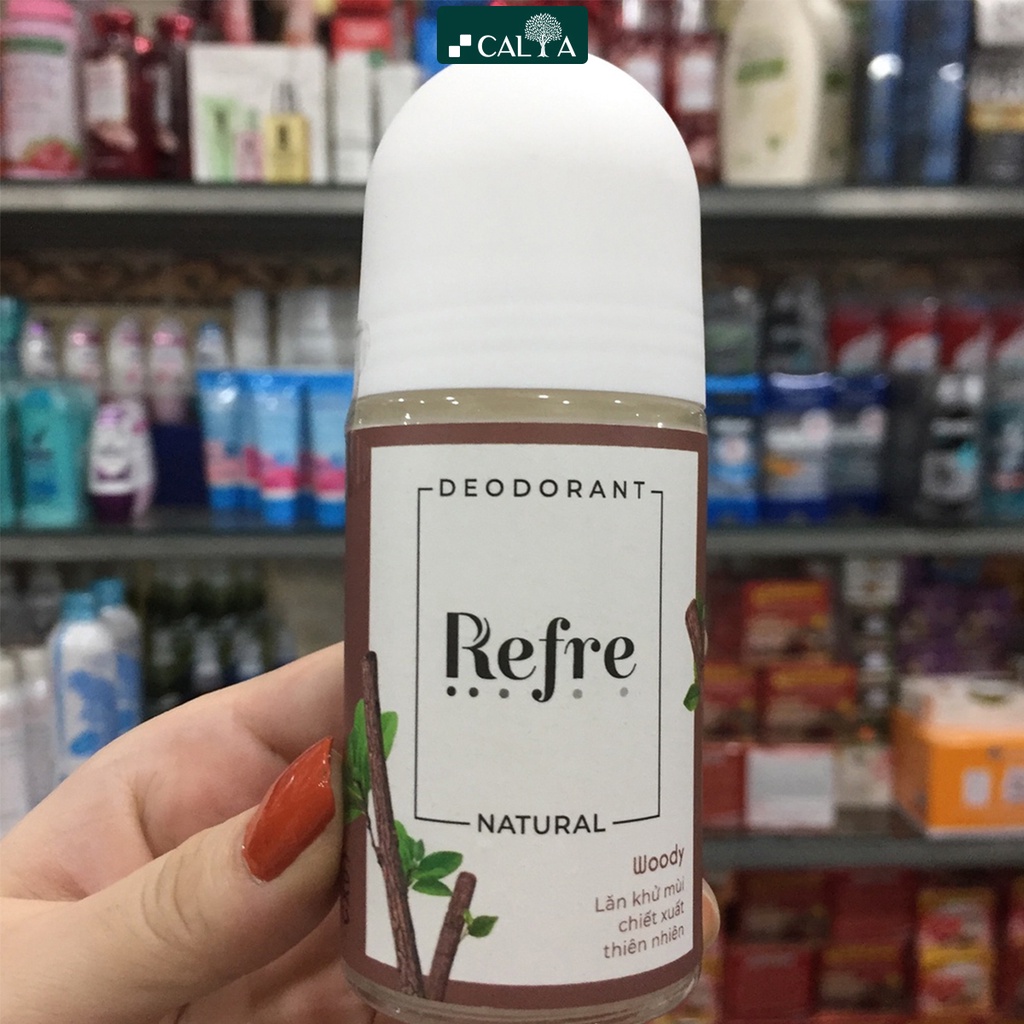 CALYA
DEODORANT
Refre
NATURAL
Woody
Lăn khử mùi
chiết xuất
thiên nhiên